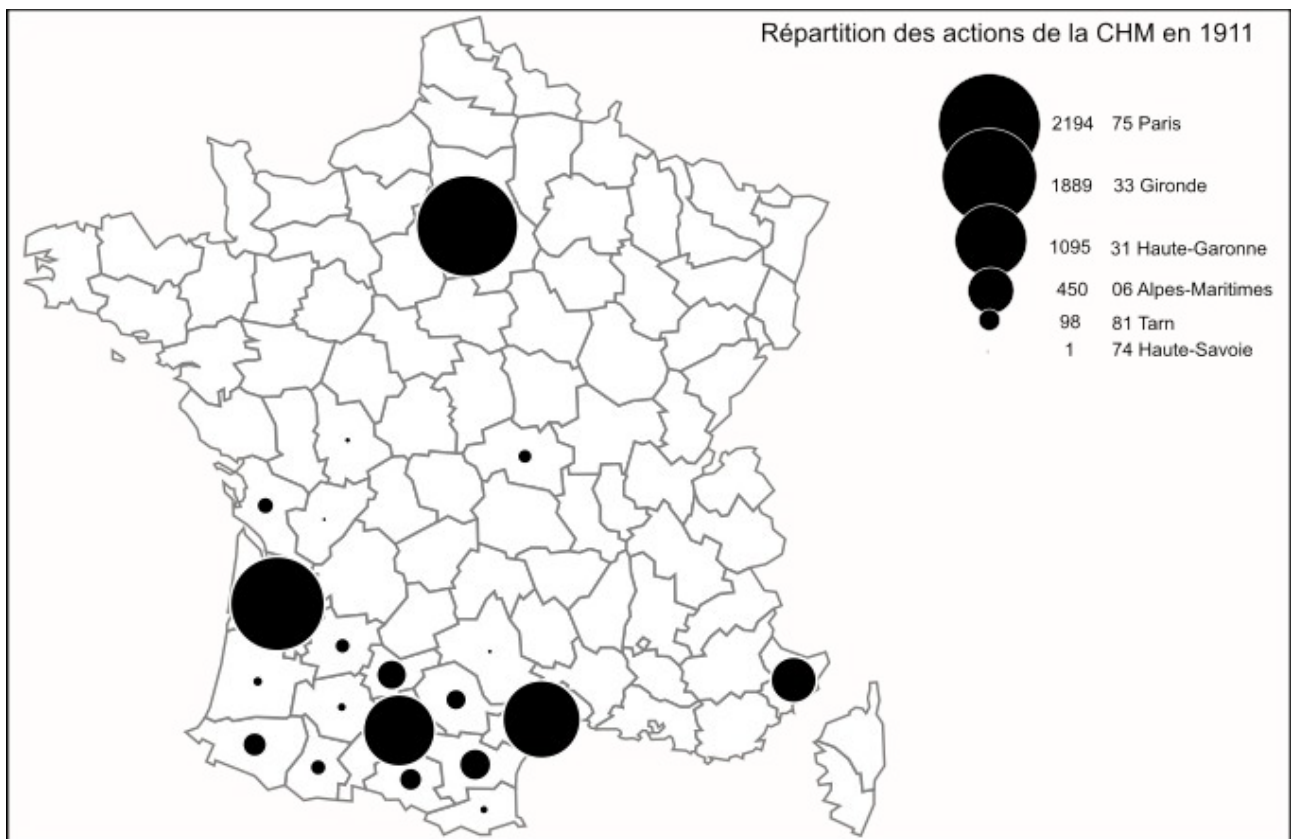 Répartition des actions de la CHM en 1911
2194 75 Paris
1889 33 Gironde
1095 31 Haute-Garonne
450 06 Alpes-Maritimes
98 81 Tarn
1 74 Haute-Savoie